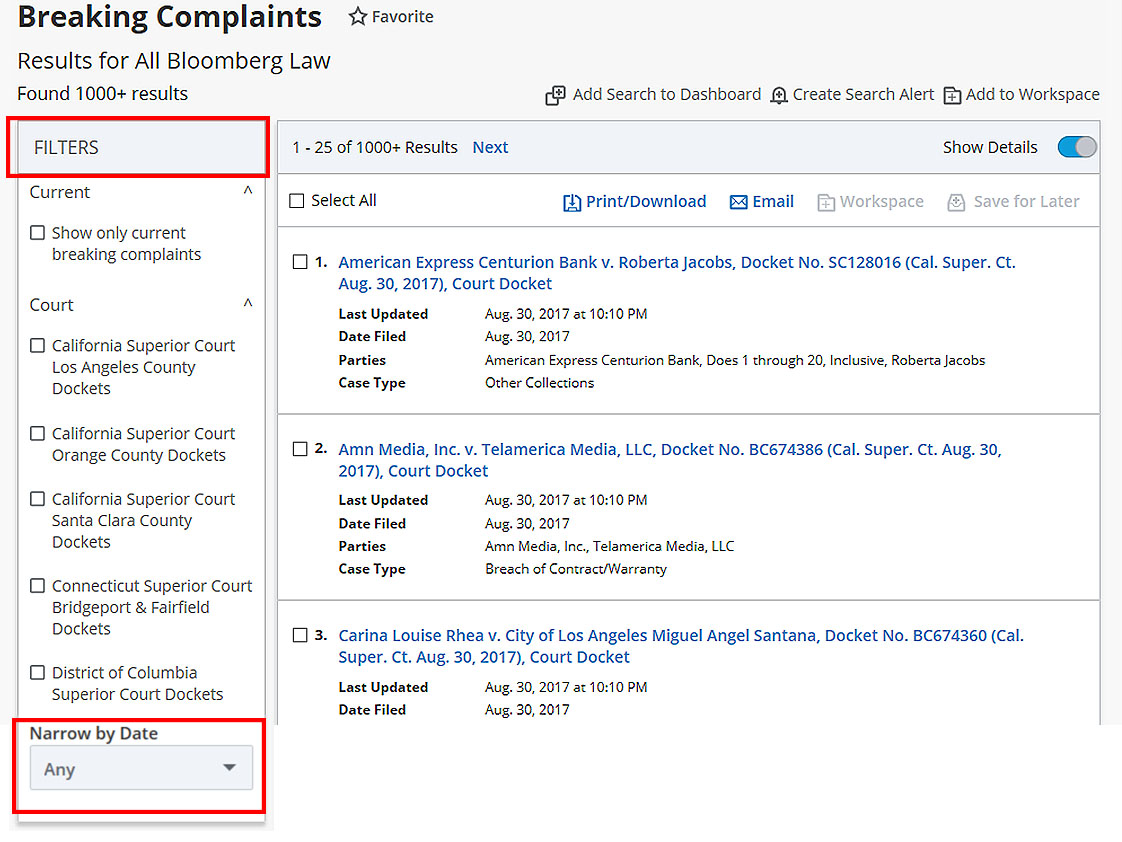 Breaking Complaints
Favorite
Results for All Bloomberg Law
Found 1000+ results
Add Search to Dashboard
Create Search Alert
Add to Workspace
FILTERS
Current
Show only current
breaking complaints
Court
California Superior Court
Los Angeles County
Dockets
California Superior Court
Orange County Dockets
California Superior Court
Santa Clara County
Dockets
Connecticut Superior Court
Bridgeport & Fairfield
Dockets
District of Columbia
Superior Court Dockets
Narrow by Date
Any
1 - 25 of 1000+ Results Next
Show Details
Select All
Print/Download
Email
Workspace
Save for Later
1. American Express Centurion Bank v. Roberta Jacobs, Docket No. SC128016 (Cal. Super. Ct.
Aug. 30, 2017), Court Docket
Last Updated Aug. 30, 2017 at 10:10 PM
Date Filed Aug. 30, 2017
Parties American Express Centurion Bank, Does 1 through 20, Inclusive, Roberta Jacobs
Case Type Other Collections
2. Amn Media, Inc. v. Telamerica Media, LLC, Docket No. BC674386 (Cal. Super. Ct. Aug. 30,
2017), Court Docket
Last Updated Aug. 30, 2017 at 10:10 PM
Date Filed Aug. 30, 2017
Parties Amn Media, Inc., Telamerica Media, LLC
Case Type Breach of Contract/Warranty
3. Carina Louise Rhea v. City of Los Angeles Miguel Angel Santana, Docket No. BC674360 (Cal.
Super. Ct. Aug. 30, 2017), Court Docket
Last Updated Aug. 30, 2017 at 10:10 PM
Date Filed Aug. 30, 2017